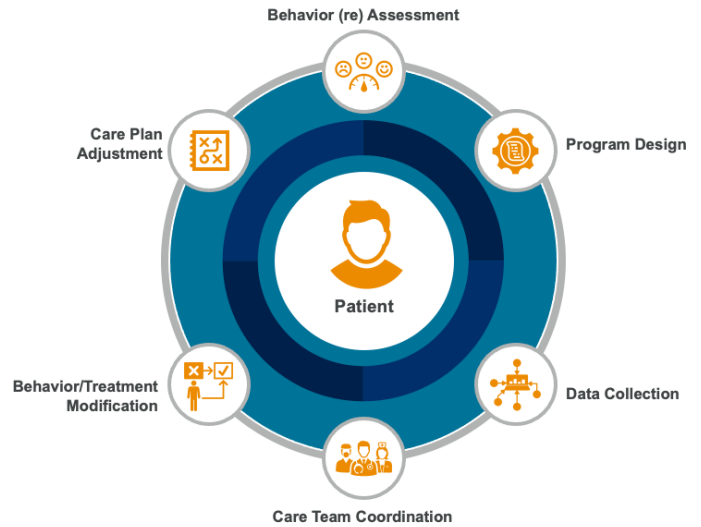 Behavior (re) Assessment
Care Plan
Adjustment
Program Design
Patient
Behavior/Treatment
Modification
Data Collection
Care Team Coordination